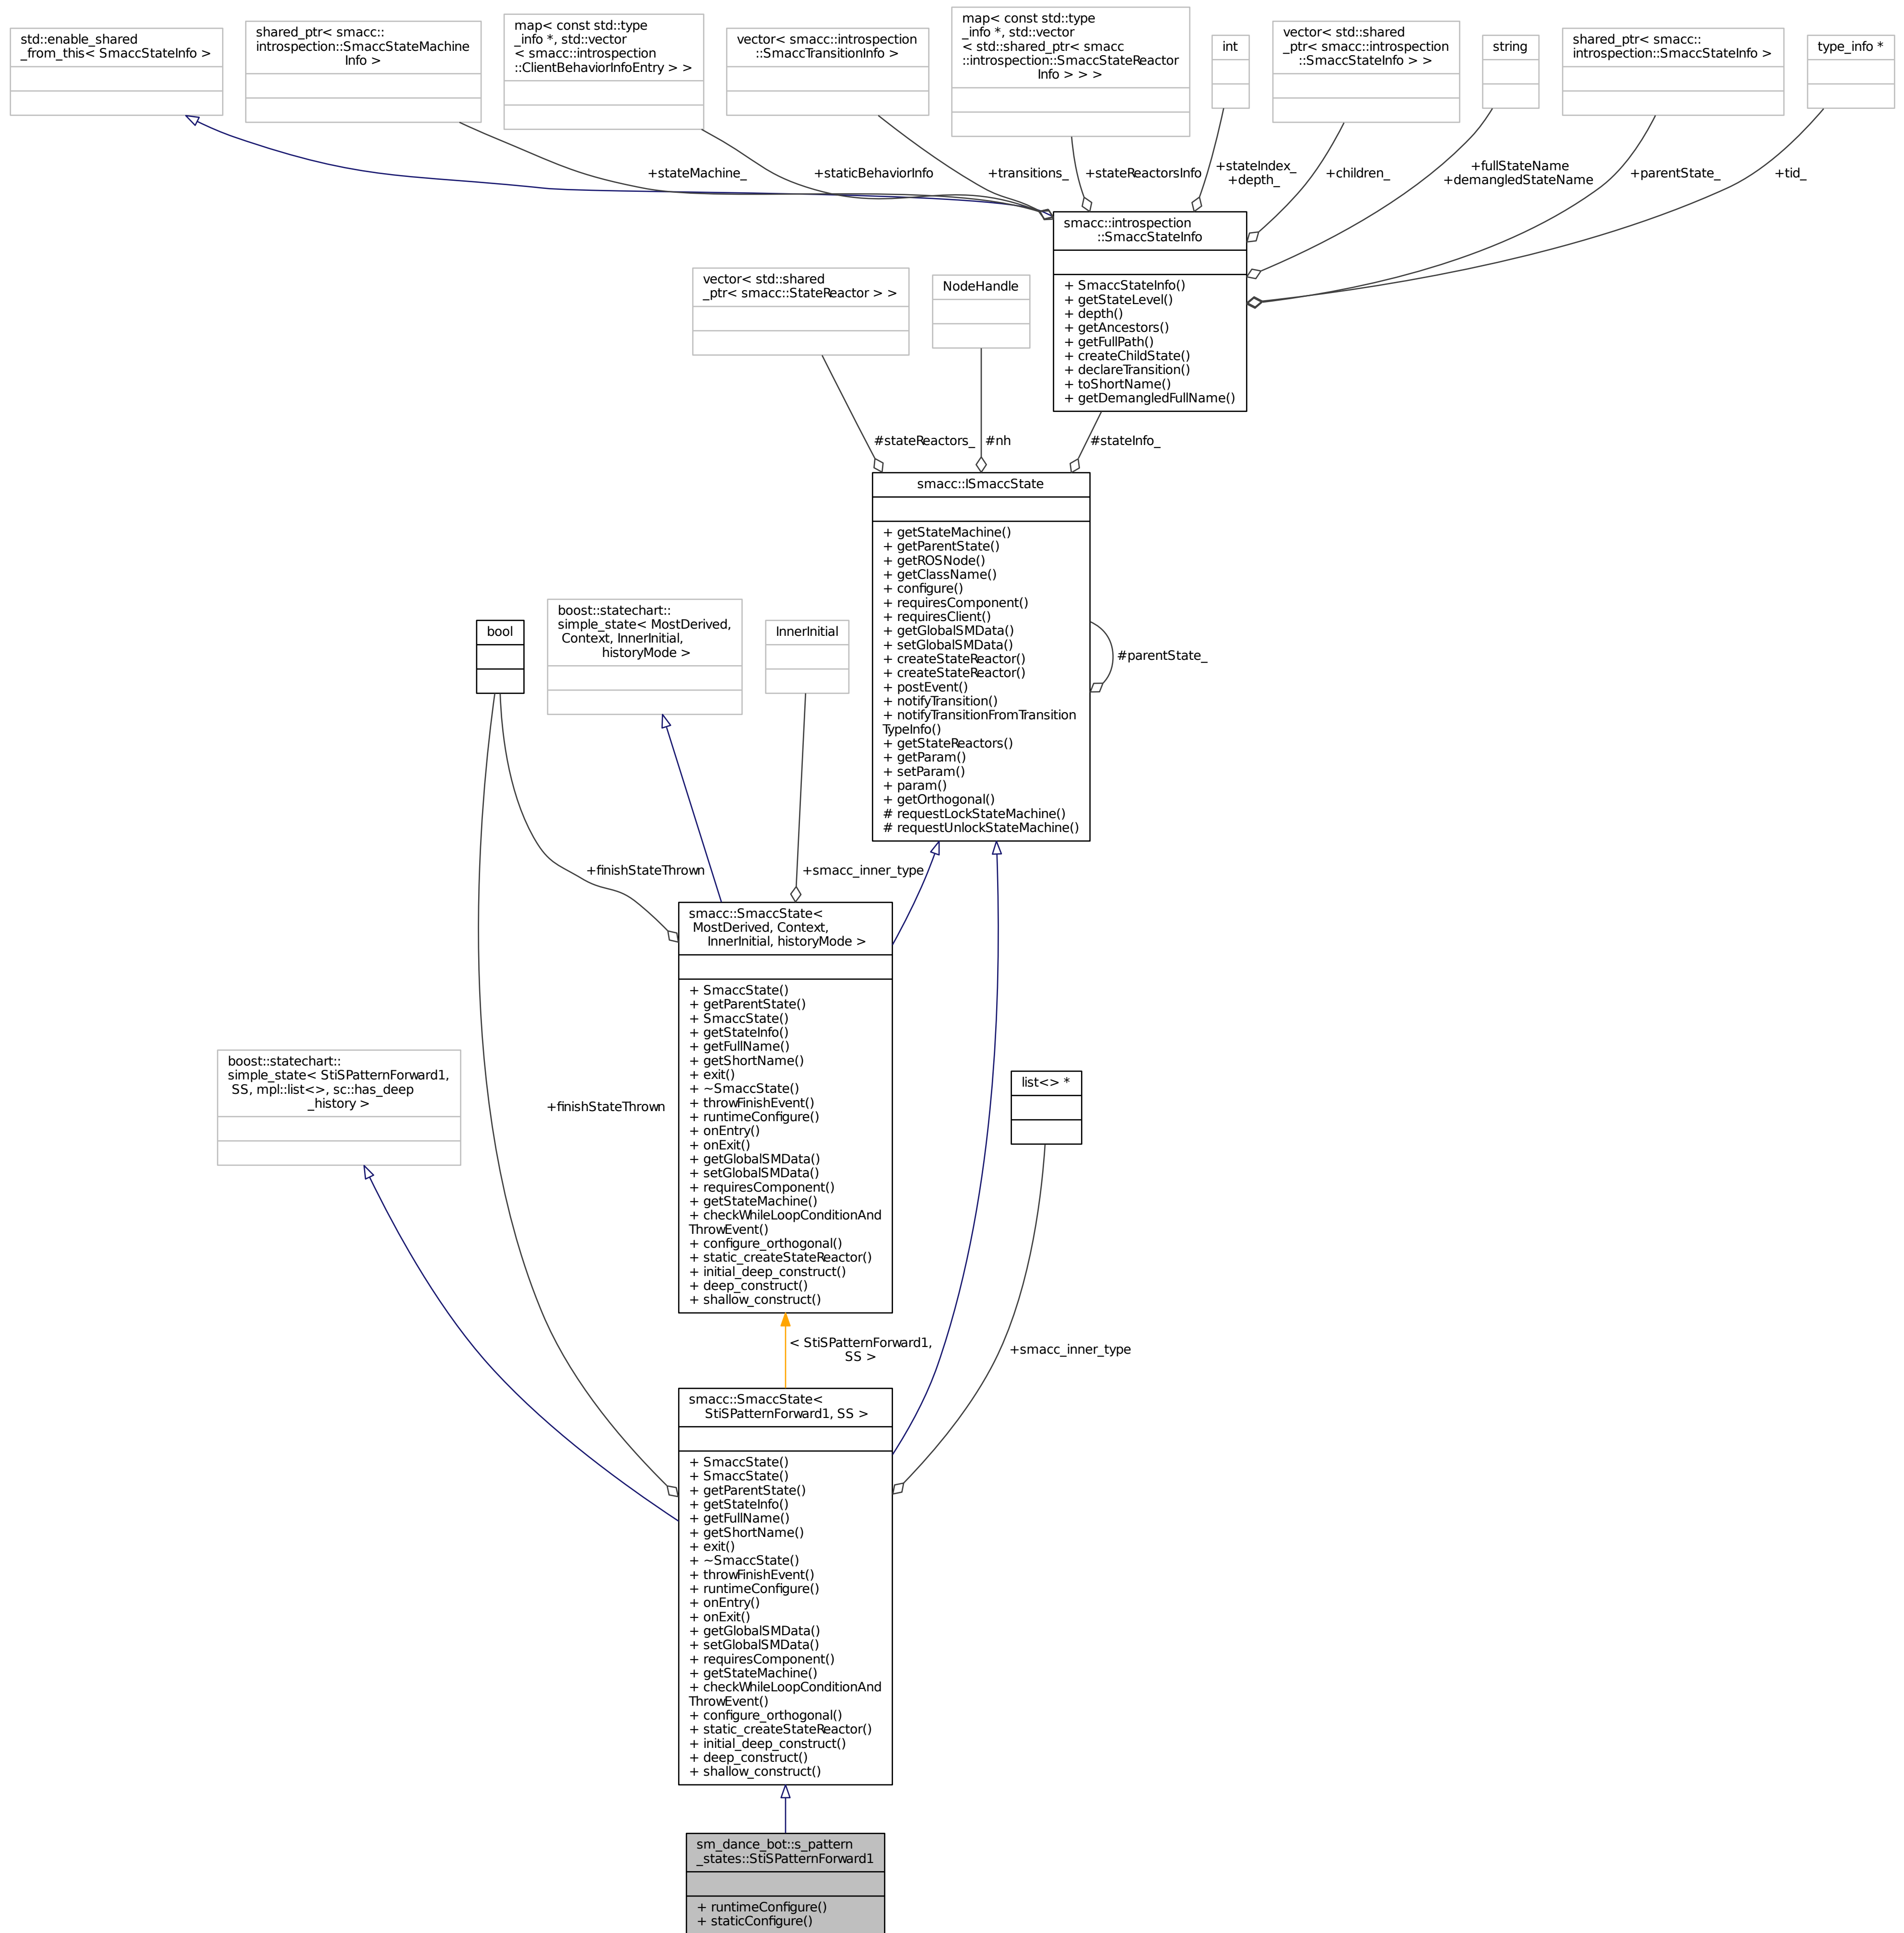 std::enable_shared
_from_this< SmaccStateInfo >
shared_ptr< smacc::
introspection::SmaccStateMachine
Info >
map< const std::type
_info *, std::vector
< smacc::introspection
::ClientBehaviorInfoEntry > >
vector< smacc::introspection
::SmaccTransitionInfo >
map< const std::type
_info *, std::vector
< std::shared_ptr< smacc
::introspection::SmaccStateReactor
Info > > >
int
vector< std::shared
_ptr< smacc::introspection
::SmaccStateInfo > >
string
shared_ptr< smacc::
introspection::SmaccStateInfo >
type_info *
+stateMachine_
+staticBehaviorInfo
+transitions_
+stateReactorsInfo
+stateIndex_
+depth_
+children_
+fullStateName
+demangledStateName
+parentState_
+tid_
smacc::introspection
::SmaccStateInfo
+ SmaccStateInfo()
+ getStateLevel()
+ depth()
+ getAncestors()
+ getFullPath()
+ createChildState()
+ declareTransition()
+ toShortName()
+ getDemangledFullName()
vector< std::shared
_ptr< smacc::StateReactor > >
NodeHandle
#stateReactors_
#nh
#stateInfo_
smacc::ISmaccState
+ getStateMachine()
+ getParentState()
+ getROSNode()
+ getClassName()
+ configure()
+ requiresComponent()
+ requiresClient()
+ getGlobalSMData()
+ setGlobalSMData()
+ createStateReactor()
+ createStateReactor()
+ postEvent()
+ notifyTransition()
+ notifyTransitionFromTransition
TypeInfo()
+ getStateReactors()
+ getParam()
+ setParam()
+ param()
+ getOrthogonal()
# requestLockStateMachine()
# requestUnlockStateMachine()
#parentState_
bool
boost::statechart::
simple_state< MostDerived,
Context, InnerInitial,
historyMode >
InnerInitial
+finishStateThrown
+smacc_inner_type
smacc::SmaccState<
MostDerived, Context,
InnerInitial, historyMode >
+ SmaccState()
+ getParentState()
+ SmaccState()
+ getStateInfo()
+ getFullName()
+ getShortName()
+ exit()
+ ~SmaccState()
+ throwFinishEvent()
+ runtimeConfigure()
+ onEntry()
+ onExit()
+ getGlobalSMData()
+ setGlobalSMData()
+ requiresComponent()
+ getStateMachine()
+ checkWhileLoopConditionAnd
ThrowEvent()
+ configure_orthogonal()
+ static_createStateReactor()
+ initial_deep_construct()
+ deep_construct()
+ shallow_construct()
boost::statechart::
simple_state< StiSPatternForward1,
SS, mpl::list<>, sc::has_deep
_history >
+finishStateThrown
list<> *
< StiSPatternForward1,
SS >
+smacc_inner_type
smacc::SmaccState<
StiSPatternForward1, SS >
+ SmaccState()
+ SmaccState()
+ getParentState()
+ getStateInfo()
+ getFullName()
+ getShortName()
+ exit()
+ ~SmaccState()
+ throwFinishEvent()
+ runtimeConfigure()
+ onEntry()
+ onExit()
+ getGlobalSMData()
+ setGlobalSMData()
+ requiresComponent()
+ getStateMachine()
+ checkWhileLoopConditionAnd
ThrowEvent()
+ configure_orthogonal()
+ static_createStateReactor()
+ initial_deep_construct()
+ deep_construct()
+ shallow_construct()
sm_dance_bot::s_pattern
_states::StiSPatternForward1
+ runtimeConfigure()
+ staticConfigure()